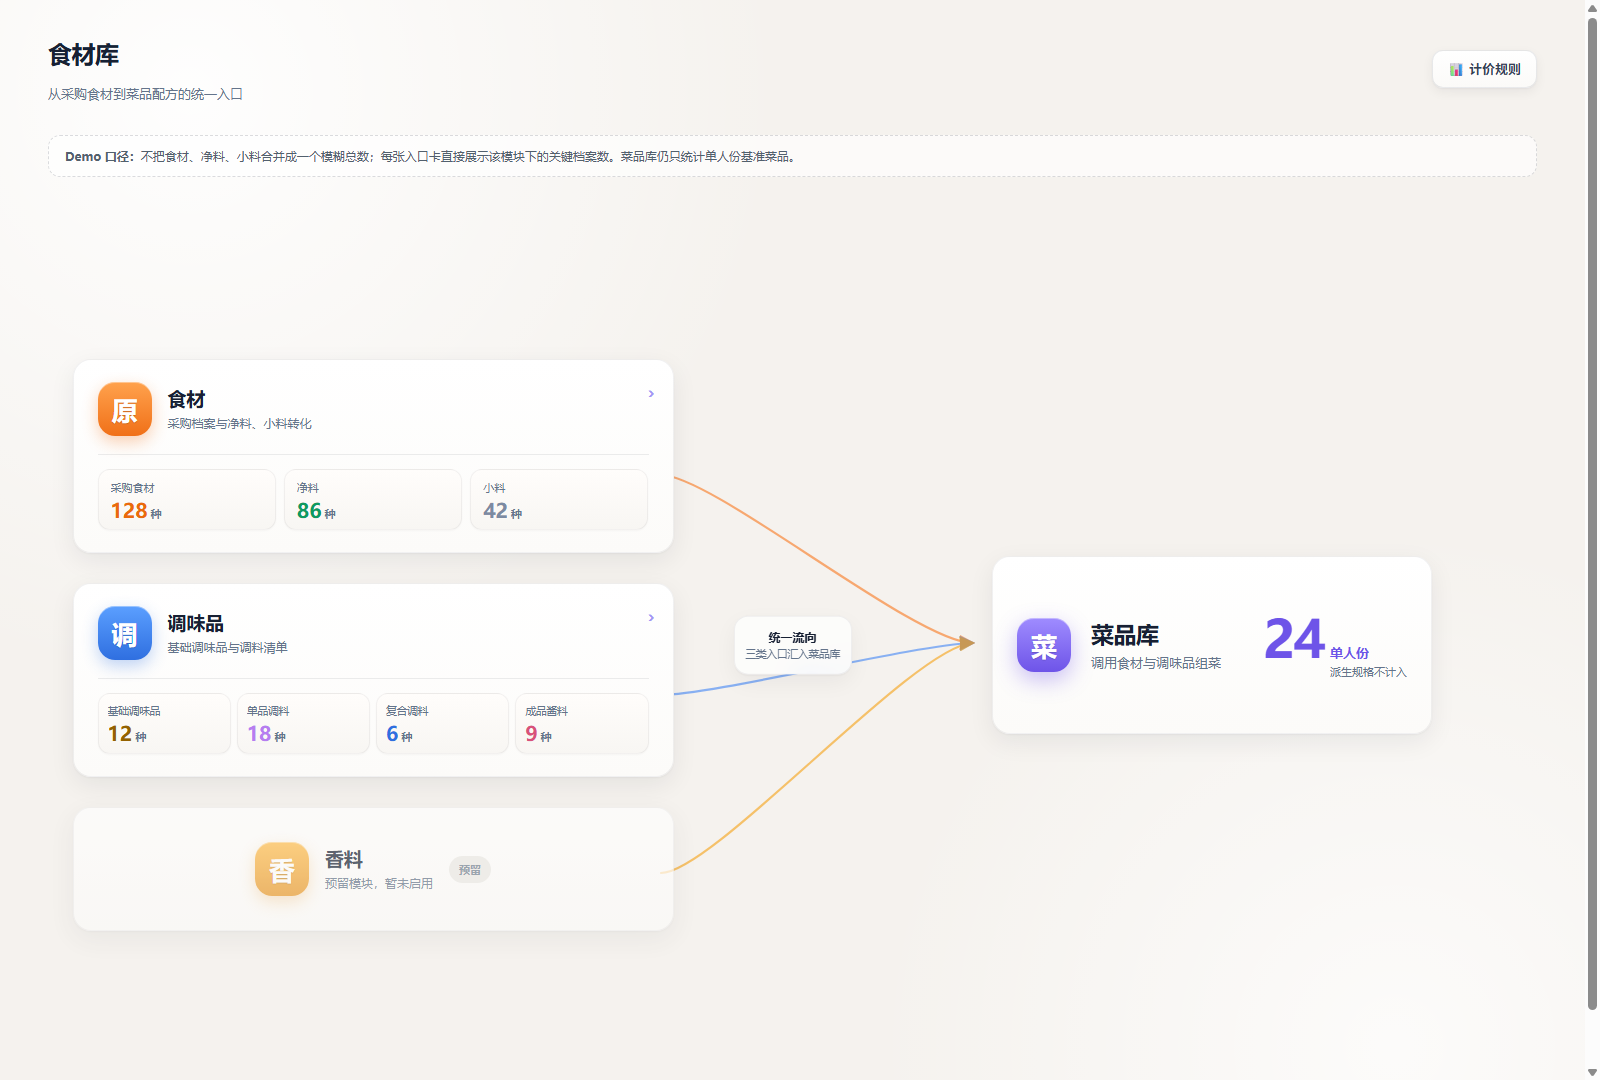 食材库
计价规则
从采购食材到菜品配方的统一入口
Demo 口径：不把食材、净料、小料合并成一个模糊总数；每张入口卡直接展示该模块下的关键档案数。菜品库仍只统计单人份基准菜品。
原
食材
采购档案与净料、小料转化
采购食材
128 种
净料
86 种
小料
42 种
调
调味品
基础调味品与调料清单
基础调味品
12 种
单品调料
18 种
复合调料
6 种
成品酱料
9 种
香
香料
预留模块，暂未启用
预留
统一流向
三类入口汇入菜品库
菜
菜品库
调用食材与调味品组菜
24 单人份
派生规格不计入